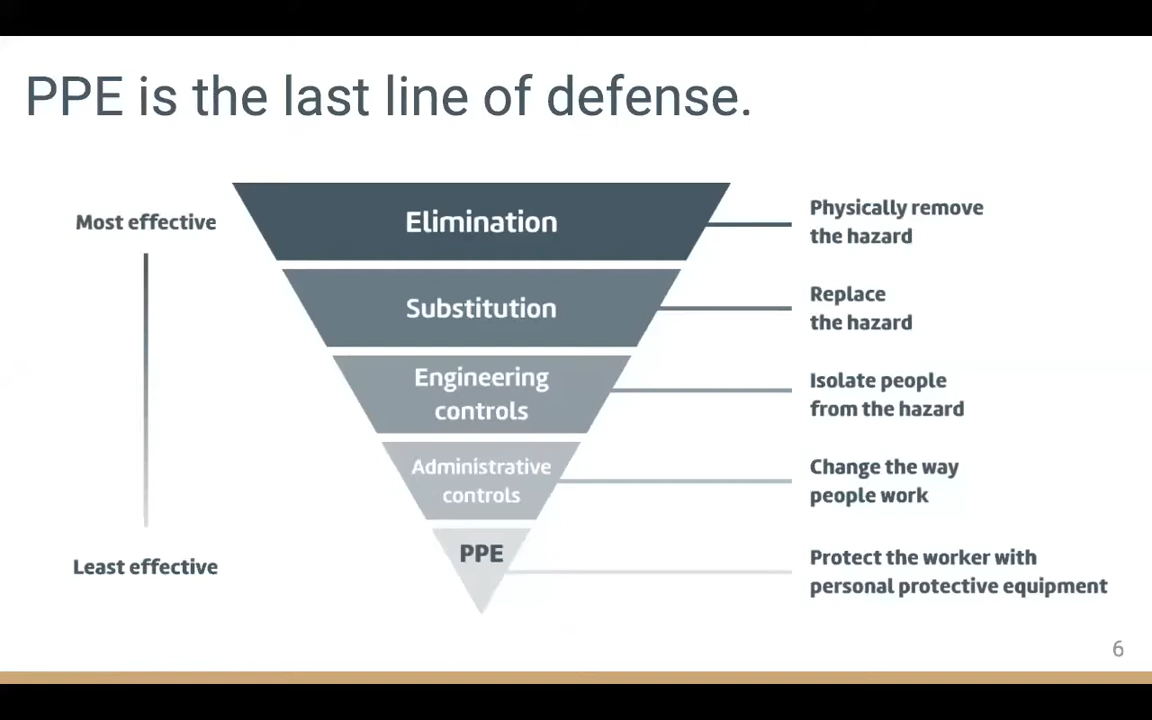 PPE is the last line of defense.
Most effective
Least effective
Elimination
Physically remove
the hazard
Substitution
Replace
the hazard
Engineering
controls
Isolate people
from the hazard
Administrative
controls
Change the way
people work
PPE
Protect the worker with
personal protective equipment
6